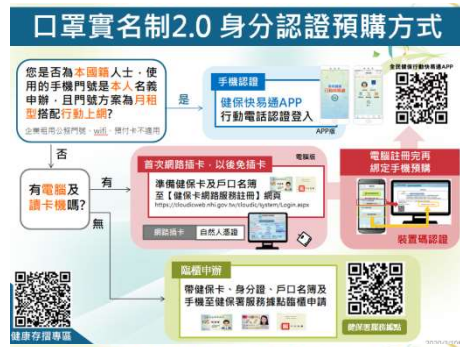 口罩實名制2.0 身分認證預購方式
您是否為本國籍人士，使
用的手機門號是本人名義
申辦，且門號方案為月租
型搭配行動上網？
企業租用公務門號、wifi、預付卡不適用
是
手機認證
健保快易通APP
行動電話認證登入
APP版
全民健保行動快易通APP
否
有電腦及
讀卡機嗎？
有
無
首次網路插卡，以後免插卡
電腦版
準備健保卡及戶口名簿
至【健保卡網路服務註冊】網頁
https://cloudicweb.nhi.gov.tw/cloudic/system/Login.aspx
網路插卡
自然人憑證
電腦註冊完再
綁定手機預購
裝置碼認證
臨櫃申辦
帶健保卡、身分證、戶口名簿及
手機至健保署服務據點臨櫃申請
健保署服務據點
健康存摺專區